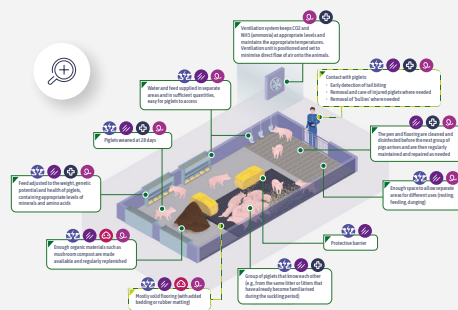 Ventilation system keeps CO2 and
NH3 (ammonia) at appropriate levels and
maintains the appropriate temperatures.
Ventilation unit is positioned and set to
minimise direct flow of air onto the animals.
Contact with piglets
- Early detection of tail biting
- Removal and care of injured piglets where needed
- Removal of 'bullies' where needed
Water and feed supplied in separate
areas and in sufficient quantities,
easy for piglets to access
Piglets weaned at 28 days
The pen and flooring are cleaned and
disinfected before the next group of
pigs arrives and are then regularly
maintained and repaired as needed
Feed adjusted to the weight, genetic
potential and health of piglets,
containing appropriate levels of
minerals and amino acids
Enough space to allow separate
areas for different uses (resting,
feeding, dunging)
Enough organic materials such as
mushroom compost are made
available and regularly replenished
Protective barrier
Mostly solid flooring (with added
bedding or rubber matting)
Group of piglets that know each other
(e.g. from the same litter or litters that
have already become familiarised
during the suckling period)